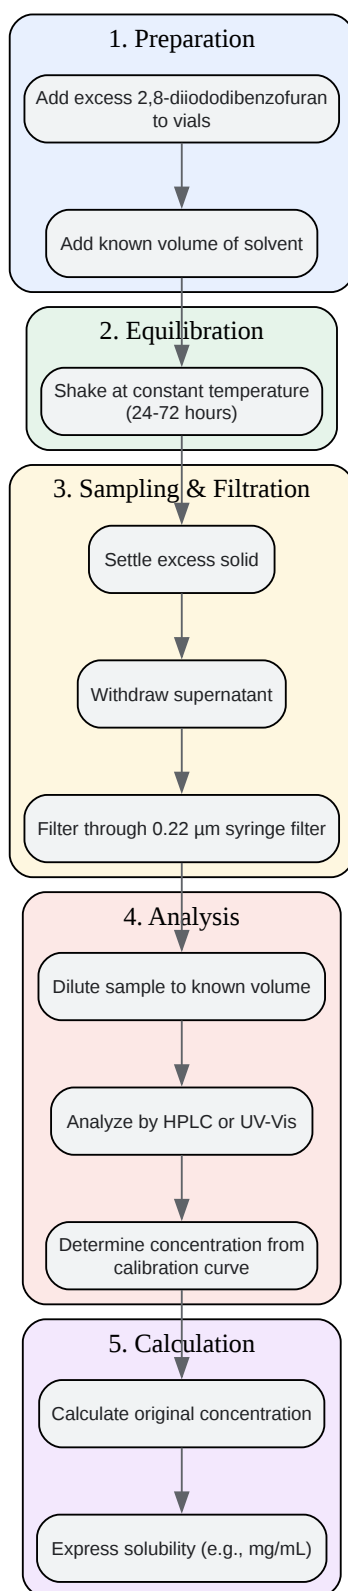 1. Preparation
Add excess 2,8-diiododibenzofuran
to vials
Add known volume of solvent
2. Equilibration
Shake at constant temperature
(24-72 hours)
3. Sampling & Filtration
Settle excess solid
Withdraw supernatant
Filter through 0.22 µm syringe filter
4. Analysis
Dilute sample to known volume
Analyze by HPLC or UV-Vis
Determine concentration from
calibration curve
5. Calculation
Calculate original concentration
Express solubility (e.g., mg/mL)